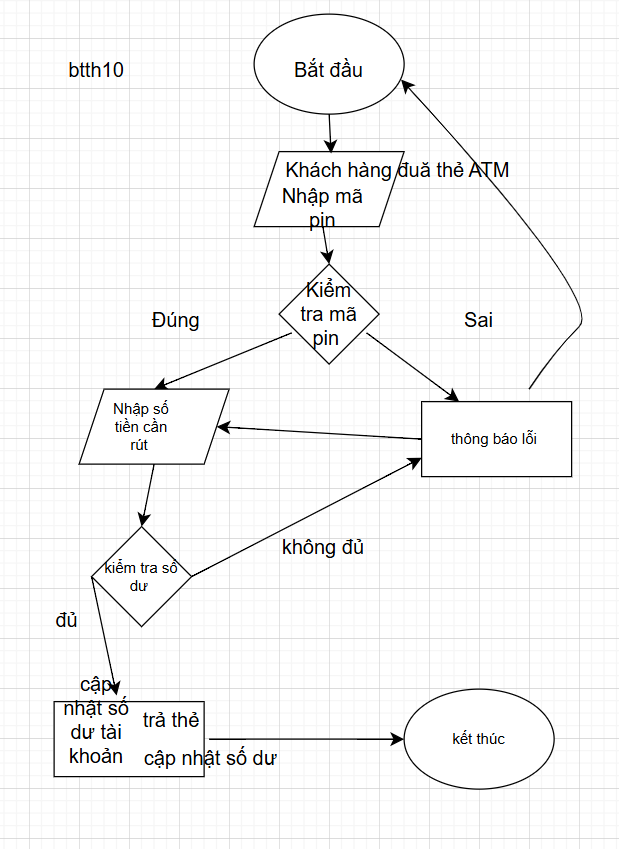 btth10
Bắt đầu
Khách hàng đuă thẻ ATM
Nhập mã
pin
Kiểm
tra mã
pin
Đúng
Sai
Nhập số
tiền cần
rút
thông báo lỗi
không đủ
kiểm tra số
dư
đủ
cập
nhật số
dư tài
khoản
trả thẻ
cập nhật số dư
kết thúc